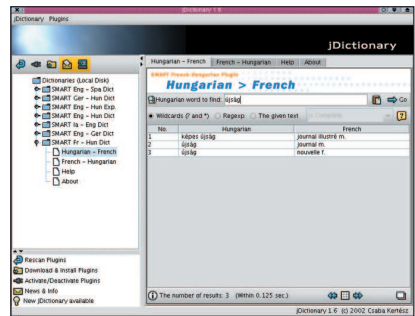 jDictionary 1.6
jDictionary Plugins
jDictionary
Dictionaries (Local Disk)
SMART Eng - Spa Dict
SMART Ger - Hun Dict
SMART Eng - Hun Exp.
SMART Eng - Hun Dict
SMART la - Eng Dict
SMART Eng - Ger Dict
SMART Fr - Hun Dict
Hungarian - French
French - Hungarian
Help
About
Rescan Plugins
Download & Install Plugins
Activate/Deactivate Plugins
News & Info
New jDictionary available
Hungarian - French French - Hungarian Help About
SMART French-Hungarian Plugin
Hungarian > French
Hungarian word to find: újság Go
Wildcards (? and *) Regexp The given text
No. Hungarian French
1 képes újság journal illustré m.
2 újság journal m.
3 újság nouvelle f.
The number of results: 3 (Within 0.125 sec.)
jDictionary 1.6 (c) 2002 Csaba Kertész